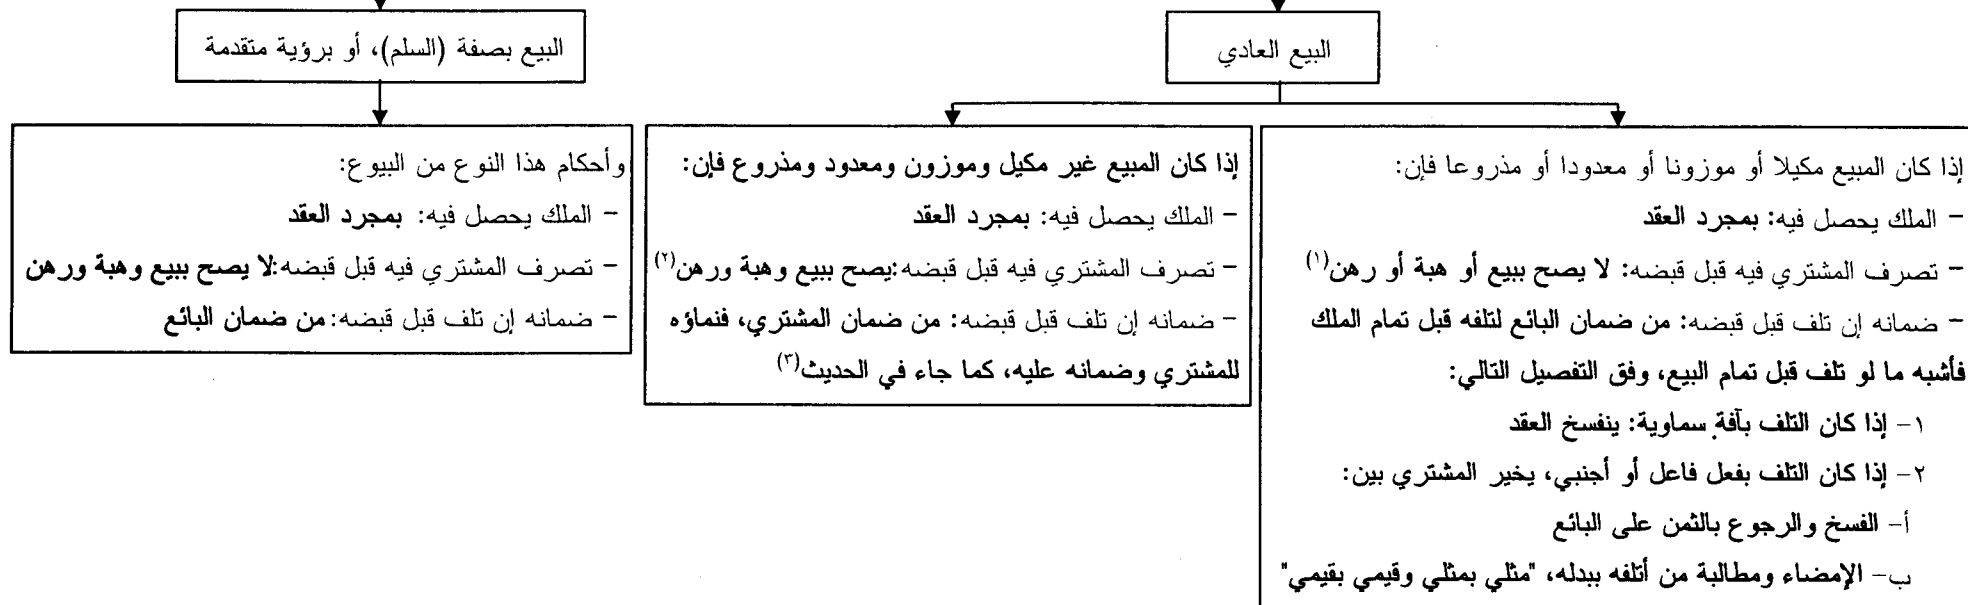 البيع العادي
البيع بصفة (السلم)، أو برؤية متقدمة
إذا كان المبيع مكيلا أو موزونا أو معدودا أو مذروعا فإن:
– الملك يحصل فيه: بمجرد العقد
– تصرف المشتري فيه قبل قبضه: لا يصح ببيع أو هبة أو رهن(١)
– ضمانه إن تلف قبل قبضه: من ضمان البائع لتلفه قبل تمام الملك
فأشبه ما لو تلف قبل تمام البيع، وفق التفصيل التالي:
١– إذا كان التلف بآفة سماوية: ينفسخ العقد
٢– إذا كان التلف بفعل فاعل أو أجنبي، يخير المشتري بين:
أ– الفسخ والرجوع بالثمن على البائع
ب– الإمضاء ومطالبة من أتلفه ببدله، "مثلي بمثلي وقيمي بقيمي"
إذا كان المبيع غير مكيل وموزون ومعدود ومذروع فإن:
– الملك يحصل فيه: بمجرد العقد
– تصرف المشتري فيه قبل قبضه:يصح ببيع وهبة ورهن(٢)
– ضمانه إن تلف قبل قبضه: من ضمان المشتري، فنماؤه
للمشتري وضمانه عليه، كما جاء في الحديث(٣)
وأحكام هذا النوع من البيوع:
– الملك يحصل فيه: بمجرد العقد
– تصرف المشتري فيه قبل قبضه:لا يصح ببيع وهبة ورهن
– ضمانه إن تلف قبل قبضه: من ضمان البائع